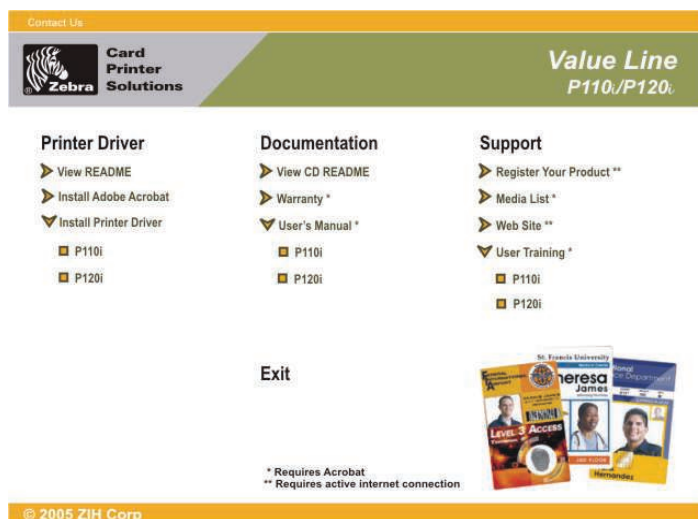 Contact Us
Zebra
®
Card
Printer
Solutions
Value Line
P110i/P120i
Printer Driver
View README
Install Adobe Acrobat
Install Printer Driver
P110i
P120i
Documentation
View CD README
Warranty *
User's Manual *
P110i
P120i
Support
Register Your Product **
Media List *
Web Site **
User Training *
P110i
P120i
Exit
St. Francis University
heresa
James
LEVEL 3 ACCESS
Hernandez
* Requires Acrobat
** Requires active internet connection
© 2005 ZIH Corp